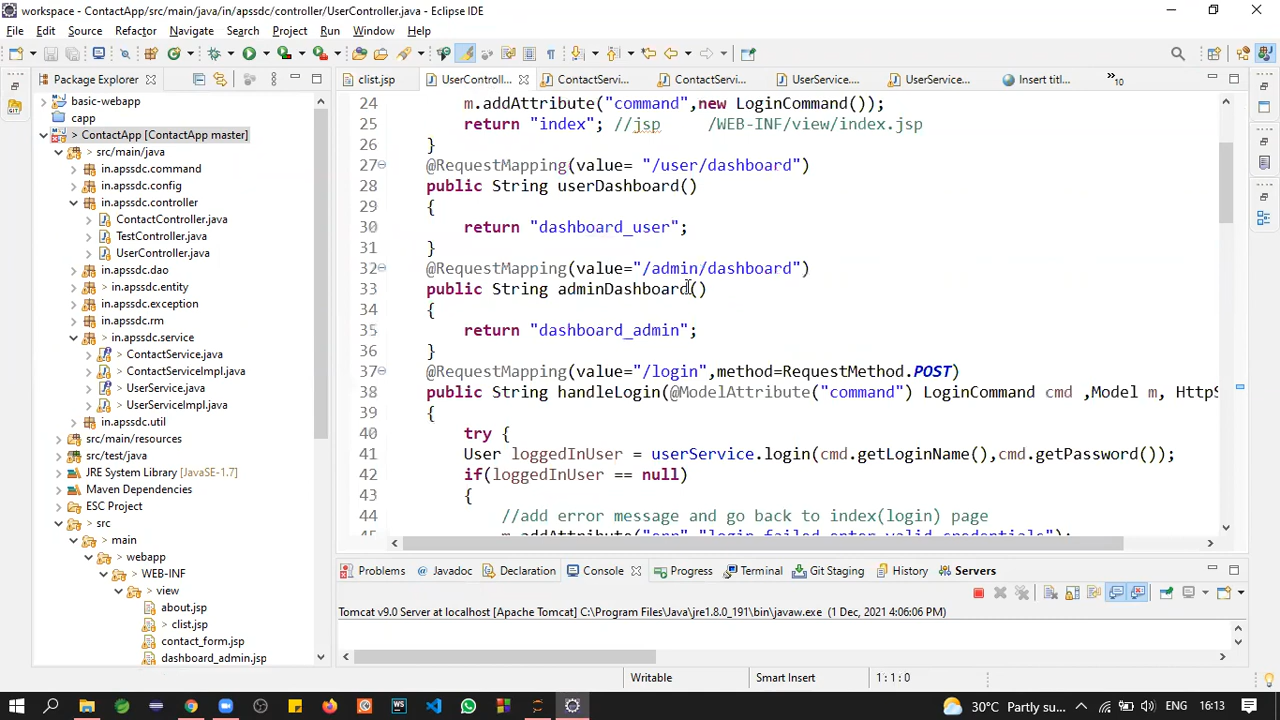 workspace - ContactApp/src/main/java/in/apssdc/controller/UserController.java - Eclipse IDE
File Edit Source Refactor Navigate Search Project Run Window Help
Package Explorer
clist.jsp UserControll... ContactServi... ContactServi... UserService.... UserService... Insert titl... »10
basic-webapp
capp
> ContactApp [ContactApp master]
src/main/java
in.apssdc.command
in.apssdc.config
in.apssdc.controller
ContactController.java
TestController.java
UserController.java
in.apssdc.dao
> in.apssdc.entity
in.apssdc.exception
in.apssdc.rm
> in.apssdc.service
> ContactService.java
> ContactServiceImpl.java
> UserService.java
> UserServiceImpl.java
in.apssdc.util
src/main/resources
src/test/java
JRE System Library [JavaSE-1.7]
Maven Dependencies
ESC Project
> src
> main
> webapp
> WEB-INF
> view
about.jsp
> clist.jsp
contact_form.jsp
dashboard_admin.jsp
24 m.addAttribute("command",new LoginCommand());
25 return "index"; //jsp /WEB-INF/view/index.jsp
26 }
27 @RequestMapping(value= "/user/dashboard")
28 public String userDashboard()
29 {
30 return "dashboard_user";
31 }
32 @RequestMapping(value="/admin/dashboard")
33 public String adminDashboard()
34 {
35 return "dashboard_admin";
36 }
37 @RequestMapping(value="/login",method=RequestMethod.POST)
38 public String handleLogin(@ModelAttribute("command") LoginCommand cmd ,Model m, HttpS
39 {
40 try {
41 User loggedInUser = userService.login(cmd.getLoginName(),cmd.getPassword());
42 if(loggedInUser == null)
43 {
44 //add error message and go back to index(login) page
45 m.addAttribute("err","login failed enter valid credentials");
Problems Javadoc Declaration Console Progress Terminal Git Staging History Servers
Tomcat v9.0 Server at localhost [Apache Tomcat] C:\Program Files\Java\jre1.8.0_191\bin\javaw.exe (1 Dec, 2021 4:06:06 PM)
Writable Smart Insert 1 : 1 : 0
30°C Partly su... ENG 16:13